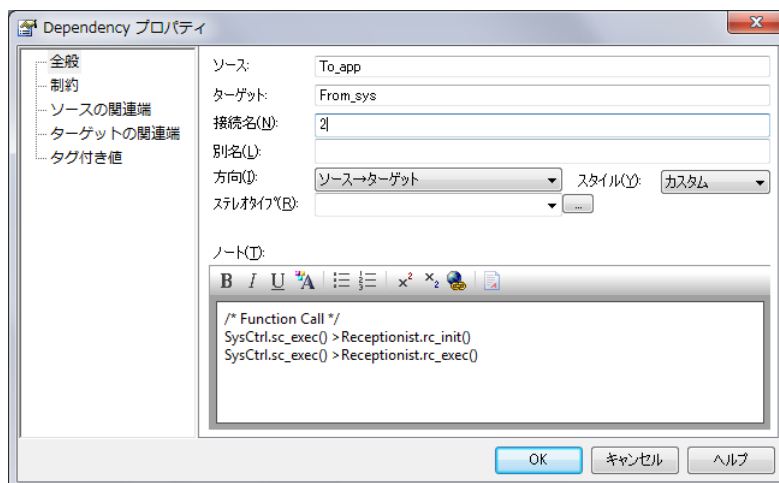 Dependency プロパティ
全般
制約
ソースの関連端
ターゲットの関連端
タグ付き値
ソース: To_app
ターゲット: From_sys
接続名(N): 2
別名(L):
方向(I): ソース→ターゲット スタイル(Y): カスタム
ステレオタイプ(R): ...
ノート(T):
B I U A x² x₂
/* Function Call */
SysCtrl.sc_exec() >Receptionist.rc_init()
SysCtrl.sc_exec() >Receptionist.rc_exec()
OK キャンセル ヘルプ